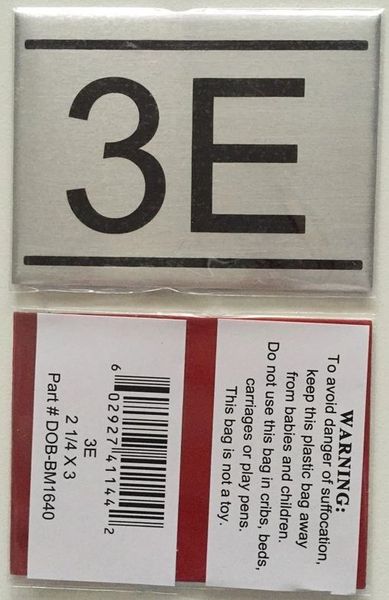 3E
WARNING:
To avoid danger of suffocation,
keep this plastic bag away
from babies and children.
Do not use this bag in cribs, beds,
carriages or play pens.
This bag is not a toy.
6 02927 41144 2
3E
2 1/4 X 3
Part # DOB-BM1640